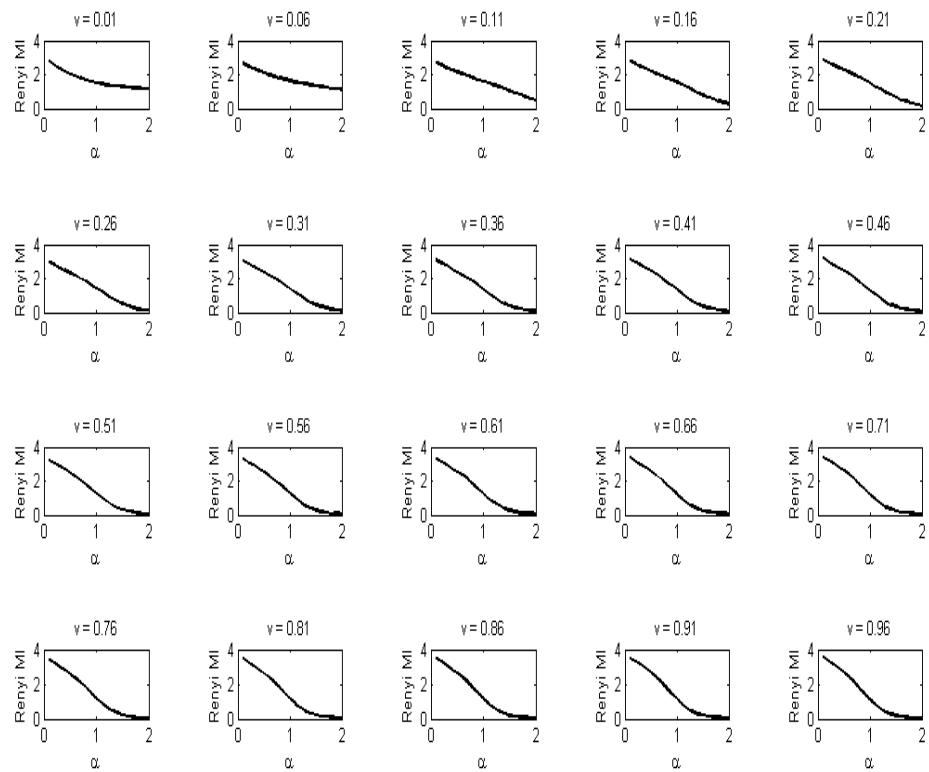 v = 0.01 v = 0.06 v = 0.11 v = 0.16 v = 0.21
Renyi MI 4 2 0 Renyi MI 4 2 0 Renyi MI 4 2 0 Renyi MI 4 2 0 Renyi MI 4 2 0
0 1 2 0 1 2 0 1 2 0 1 2 0 1 2
α α α α α
v = 0.26 v = 0.31 v = 0.36 v = 0.41 v = 0.46
Renyi MI 4 2 0 Renyi MI 4 2 0 Renyi MI 4 2 0 Renyi MI 4 2 0 Renyi MI 4 2 0
0 1 2 0 1 2 0 1 2 0 1 2 0 1 2
α α α α α
v = 0.51 v = 0.56 v = 0.61 v = 0.66 v = 0.71
Renyi MI 4 2 0 Renyi MI 4 2 0 Renyi MI 4 2 0 Renyi MI 4 2 0 Renyi MI 4 2 0
0 1 2 0 1 2 0 1 2 0 1 2 0 1 2
α α α α α
v = 0.76 v = 0.81 v = 0.86 v = 0.91 v = 0.96
Renyi MI 4 2 0 Renyi MI 4 2 0 Renyi MI 4 2 0 Renyi MI 4 2 0 Renyi MI 4 2 0
0 1 2 0 1 2 0 1 2 0 1 2 0 1 2
α α α α α